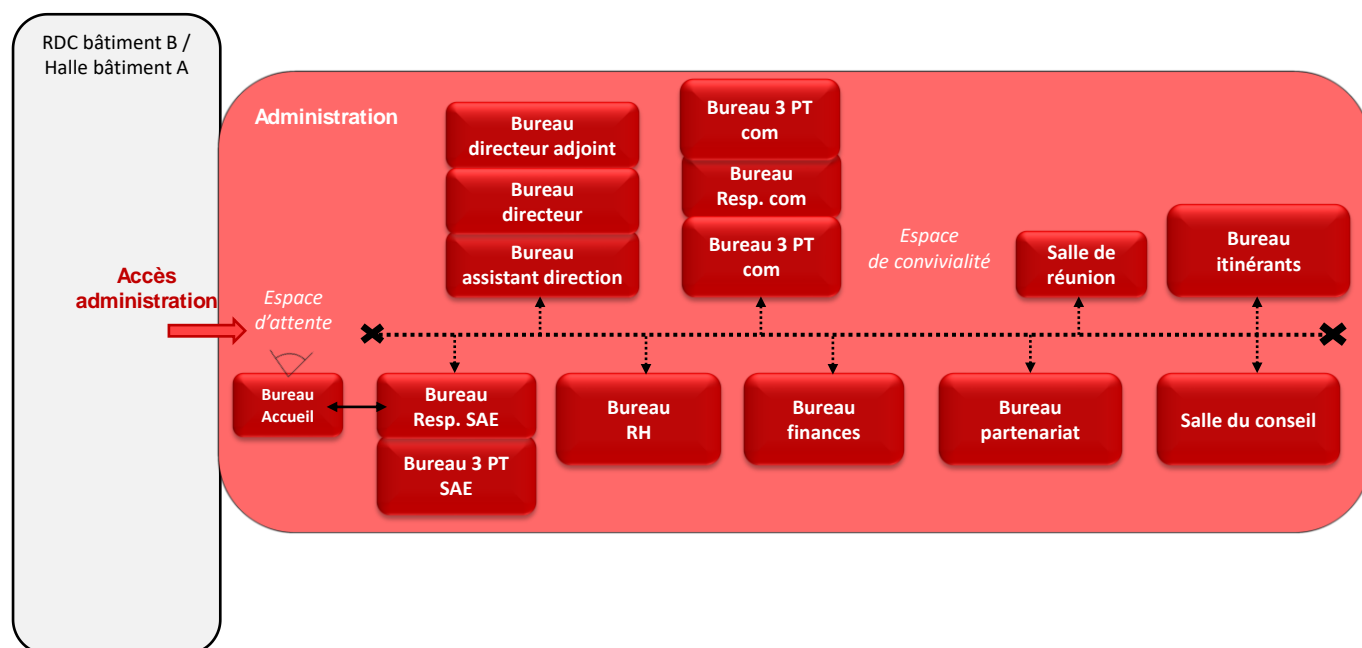 RDC bâtiment B /
Halle bâtiment A
Administration
Bureau
directeur adjoint
Bureau
directeur
Bureau
assistant direction
Bureau 3 PT
com
Bureau
Resp. com
Bureau 3 PT
com
Espace
de convivialité
Salle de
réunion
Bureau
itinérants
Accès
administration
Espace
d’attente
Bureau
Accueil
Bureau
Resp. SAE
Bureau 3 PT
SAE
Bureau
RH
Bureau
finances
Bureau
partenariat
Salle du conseil